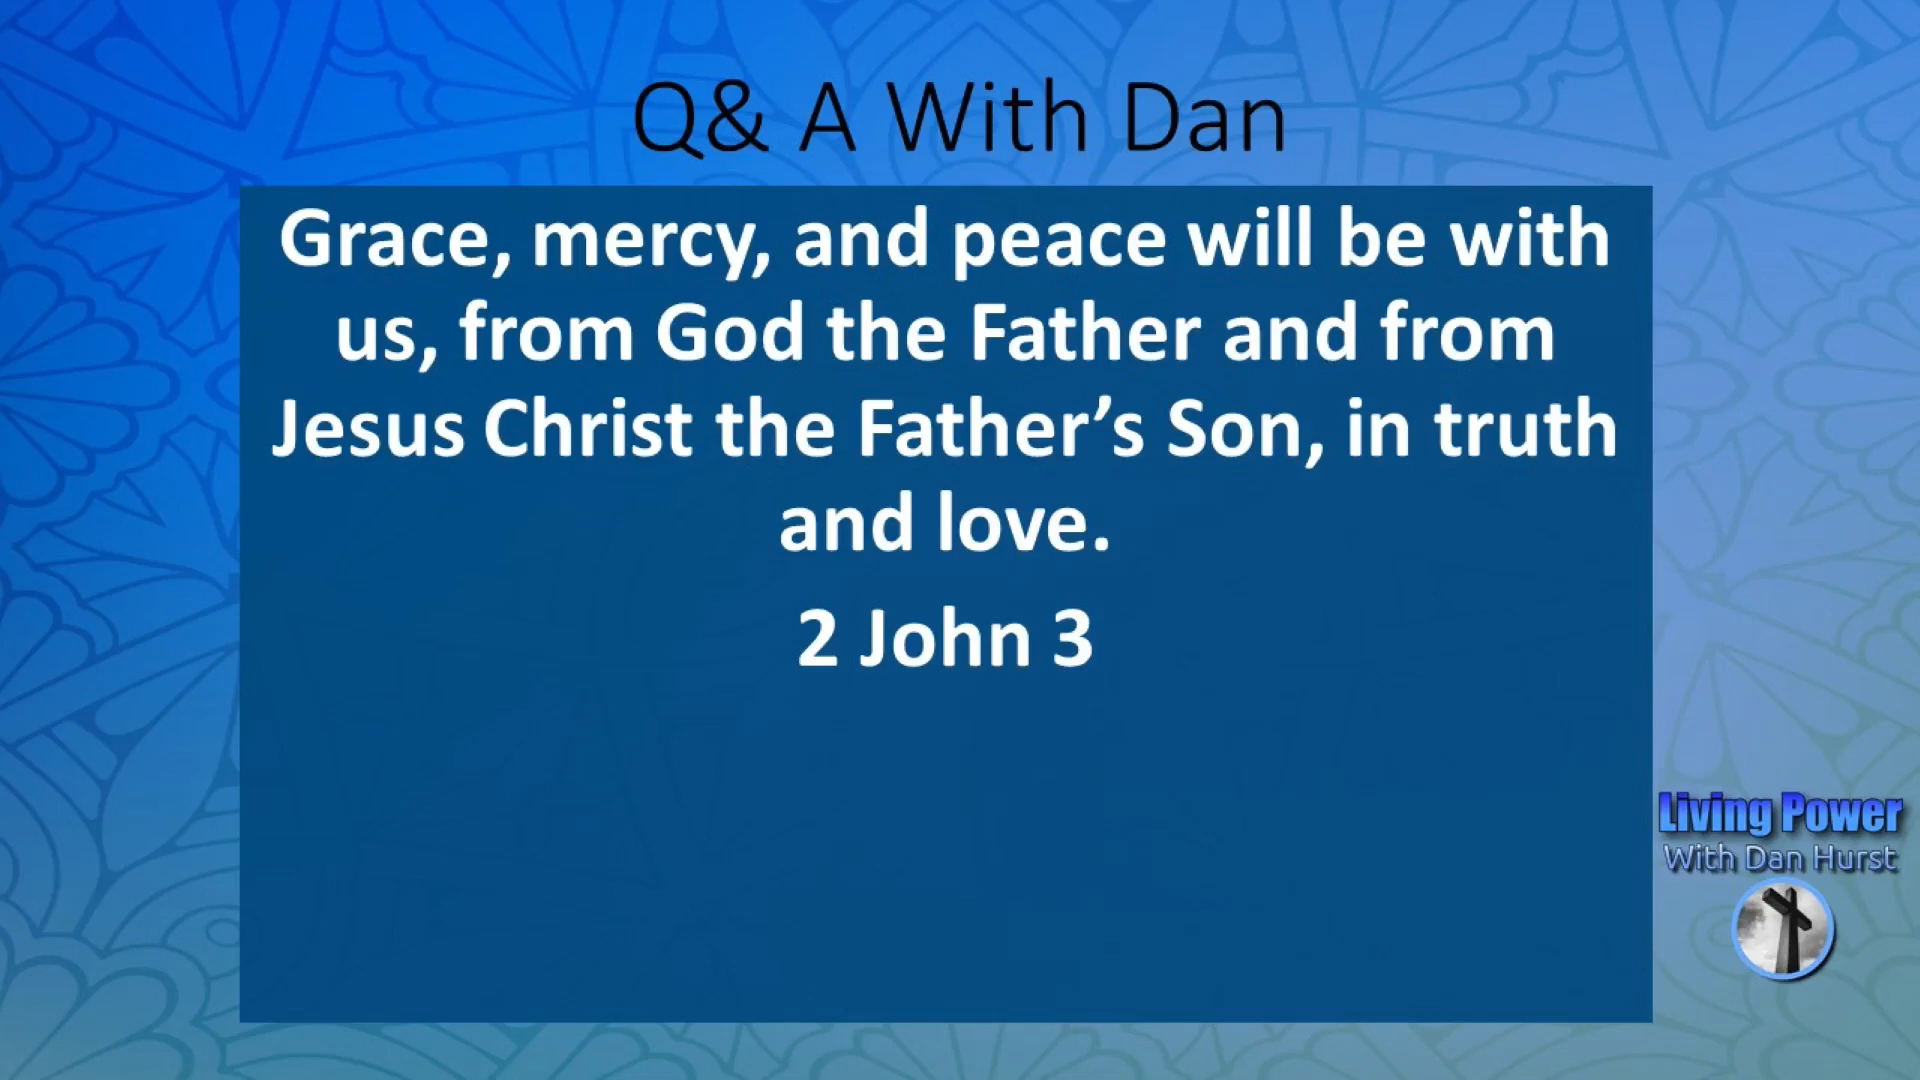 Q& A With Dan
Grace, mercy, and peace will be with
us, from God the Father and from
Jesus Christ the Father’s Son, in truth
and love.
2 John 3
Living Power
With Dan Hurst